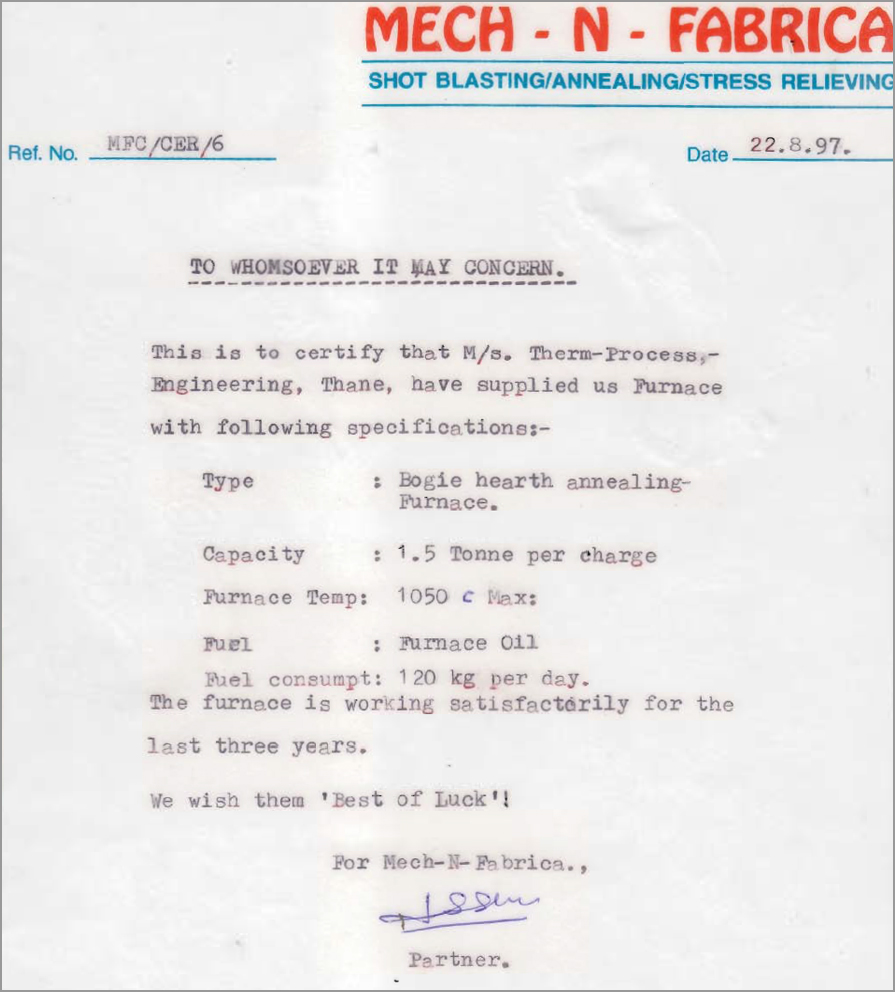 MECH - N - FABRICA
SHOT BLASTING/ANNEALING/STRESS RELIEVING
Ref. No. MFC/CER/6
Date 22.8.97.
TO WHOMSOEVER IT MAY CONCERN.
This is to certify that M/s. Therm-Process,-
Engineering, Thane, have supplied us Furnace
with following specifications:-
Type : Bogie hearth annealing-
Furnace.
Capacity : 1.5 Tonne per charge
Furnace Temp: 1050 c Max:
Fuel : Furnace Oil
Fuel consumpt: 120 kg per day.
The furnace is working satisfactorily for the
last three years.
We wish them 'Best of Luck'!
For Mech-N-Fabrica.,
Partner.